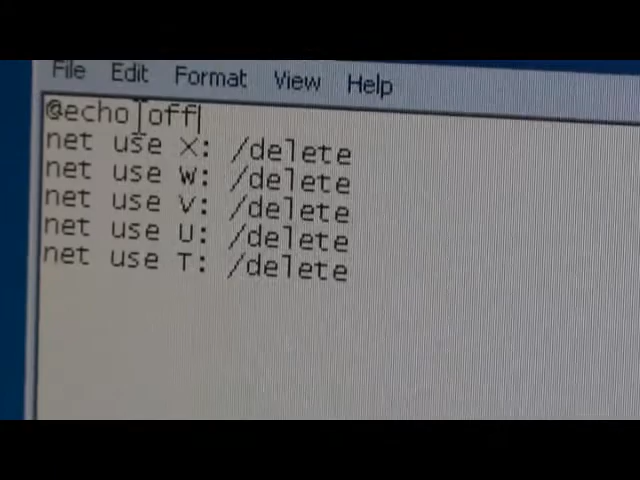 File Edit Format View Help
@echo off
net use X: /delete
net use W: /delete
net use V: /delete
net use U: /delete
net use T: /delete